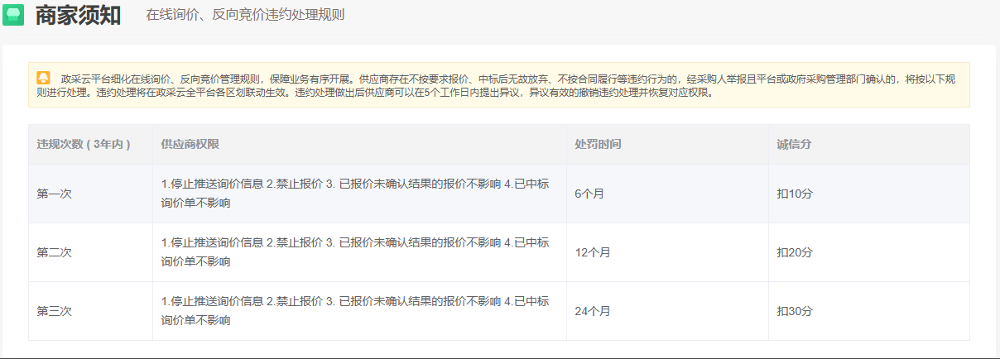 商家须知 在线询价、反向竞价违约处理规则
政采云平台细化在线询价、反向竞价管理规则，保障业务有序开展。供应商存在不按要求报价、中标后无故放弃、不按合同履行等违约行为的，经采购人举报且平台或政府采购管理部门确认的，将按以下规
则进行处理。违约处理将在政采云全平台各区划联动生效。违约处理做出后供应商可以在5个工作日内提出异议，异议有效的撤销违约处理并恢复对应权限。
违规次数 ( 3年内 ) 供应商权限 处罚时间 诚信分
第一次 1.停止推送询价信息 2.禁止报价 3. 已报价未确认结果的报价不影响 4.已中标
询价单不影响 6个月 扣10分
第二次 1.停止推送询价信息 2.禁止报价 3. 已报价未确认结果的报价不影响 4.已中标
询价单不影响 12个月 扣20分
第三次 1.停止推送询价信息 2.禁止报价 3. 已报价未确认结果的报价不影响 4.已中标
询价单不影响 24个月 扣30分